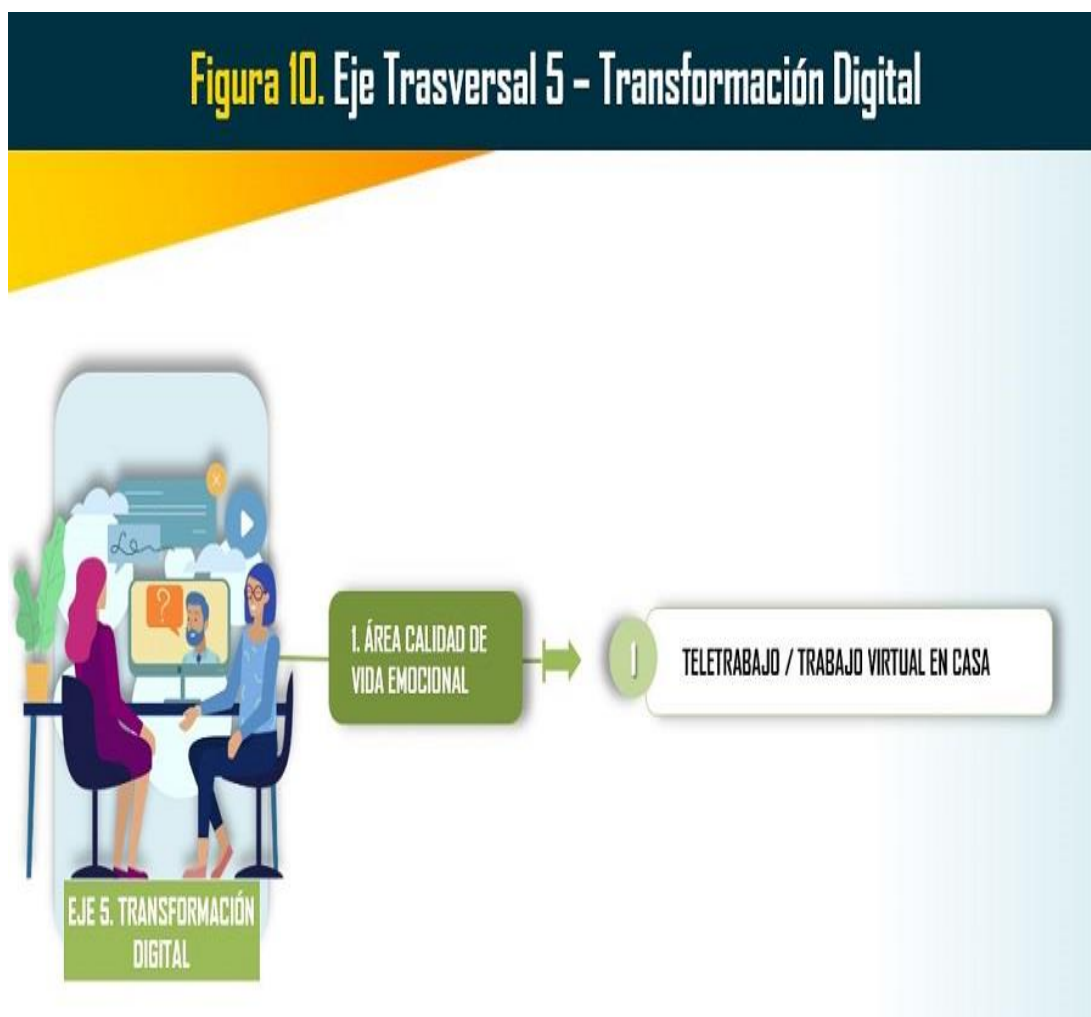 Figura 10. Eje Trasversal 5 – Transformación Digital
1. ÁREA CALIDAD DE
VIDA EMOCIONAL
1
TELETRABAJO / TRABAJO VIRTUAL EN CASA
?
EJE 5. TRANSFORMACIÓN
DIGITAL